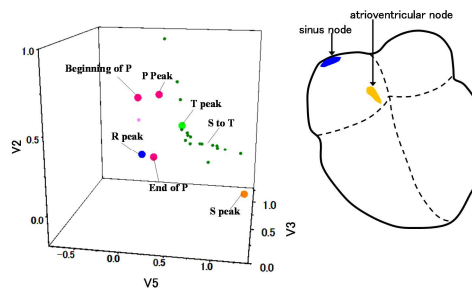 atrioventricular node
sinus node
1.0
Beginning of P
P Peak
T peak
S to T
V2
0.5
R peak
End of P
S peak
0.0
1.0
0.5
0.0
V3
-0.5
0.0
0.5
1.0
V5